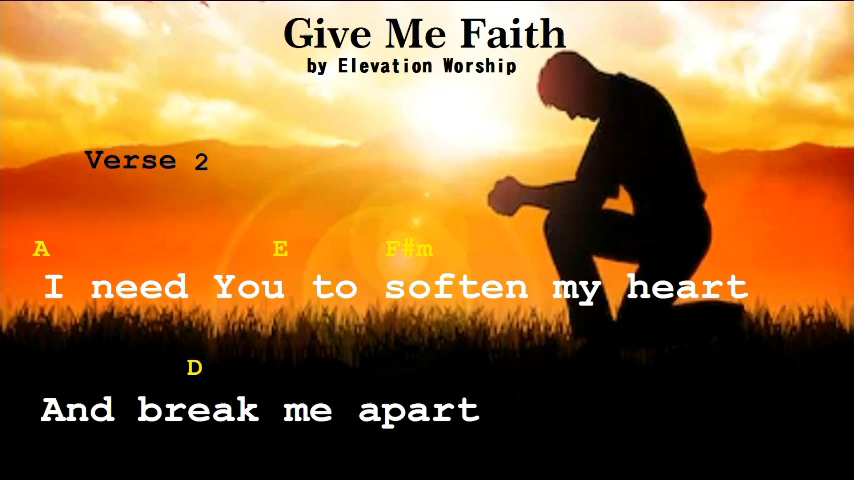 Give Me Faith
by Elevation Worship
Verse 2
A E F#m
I need You to soften my heart
D
And break me apart